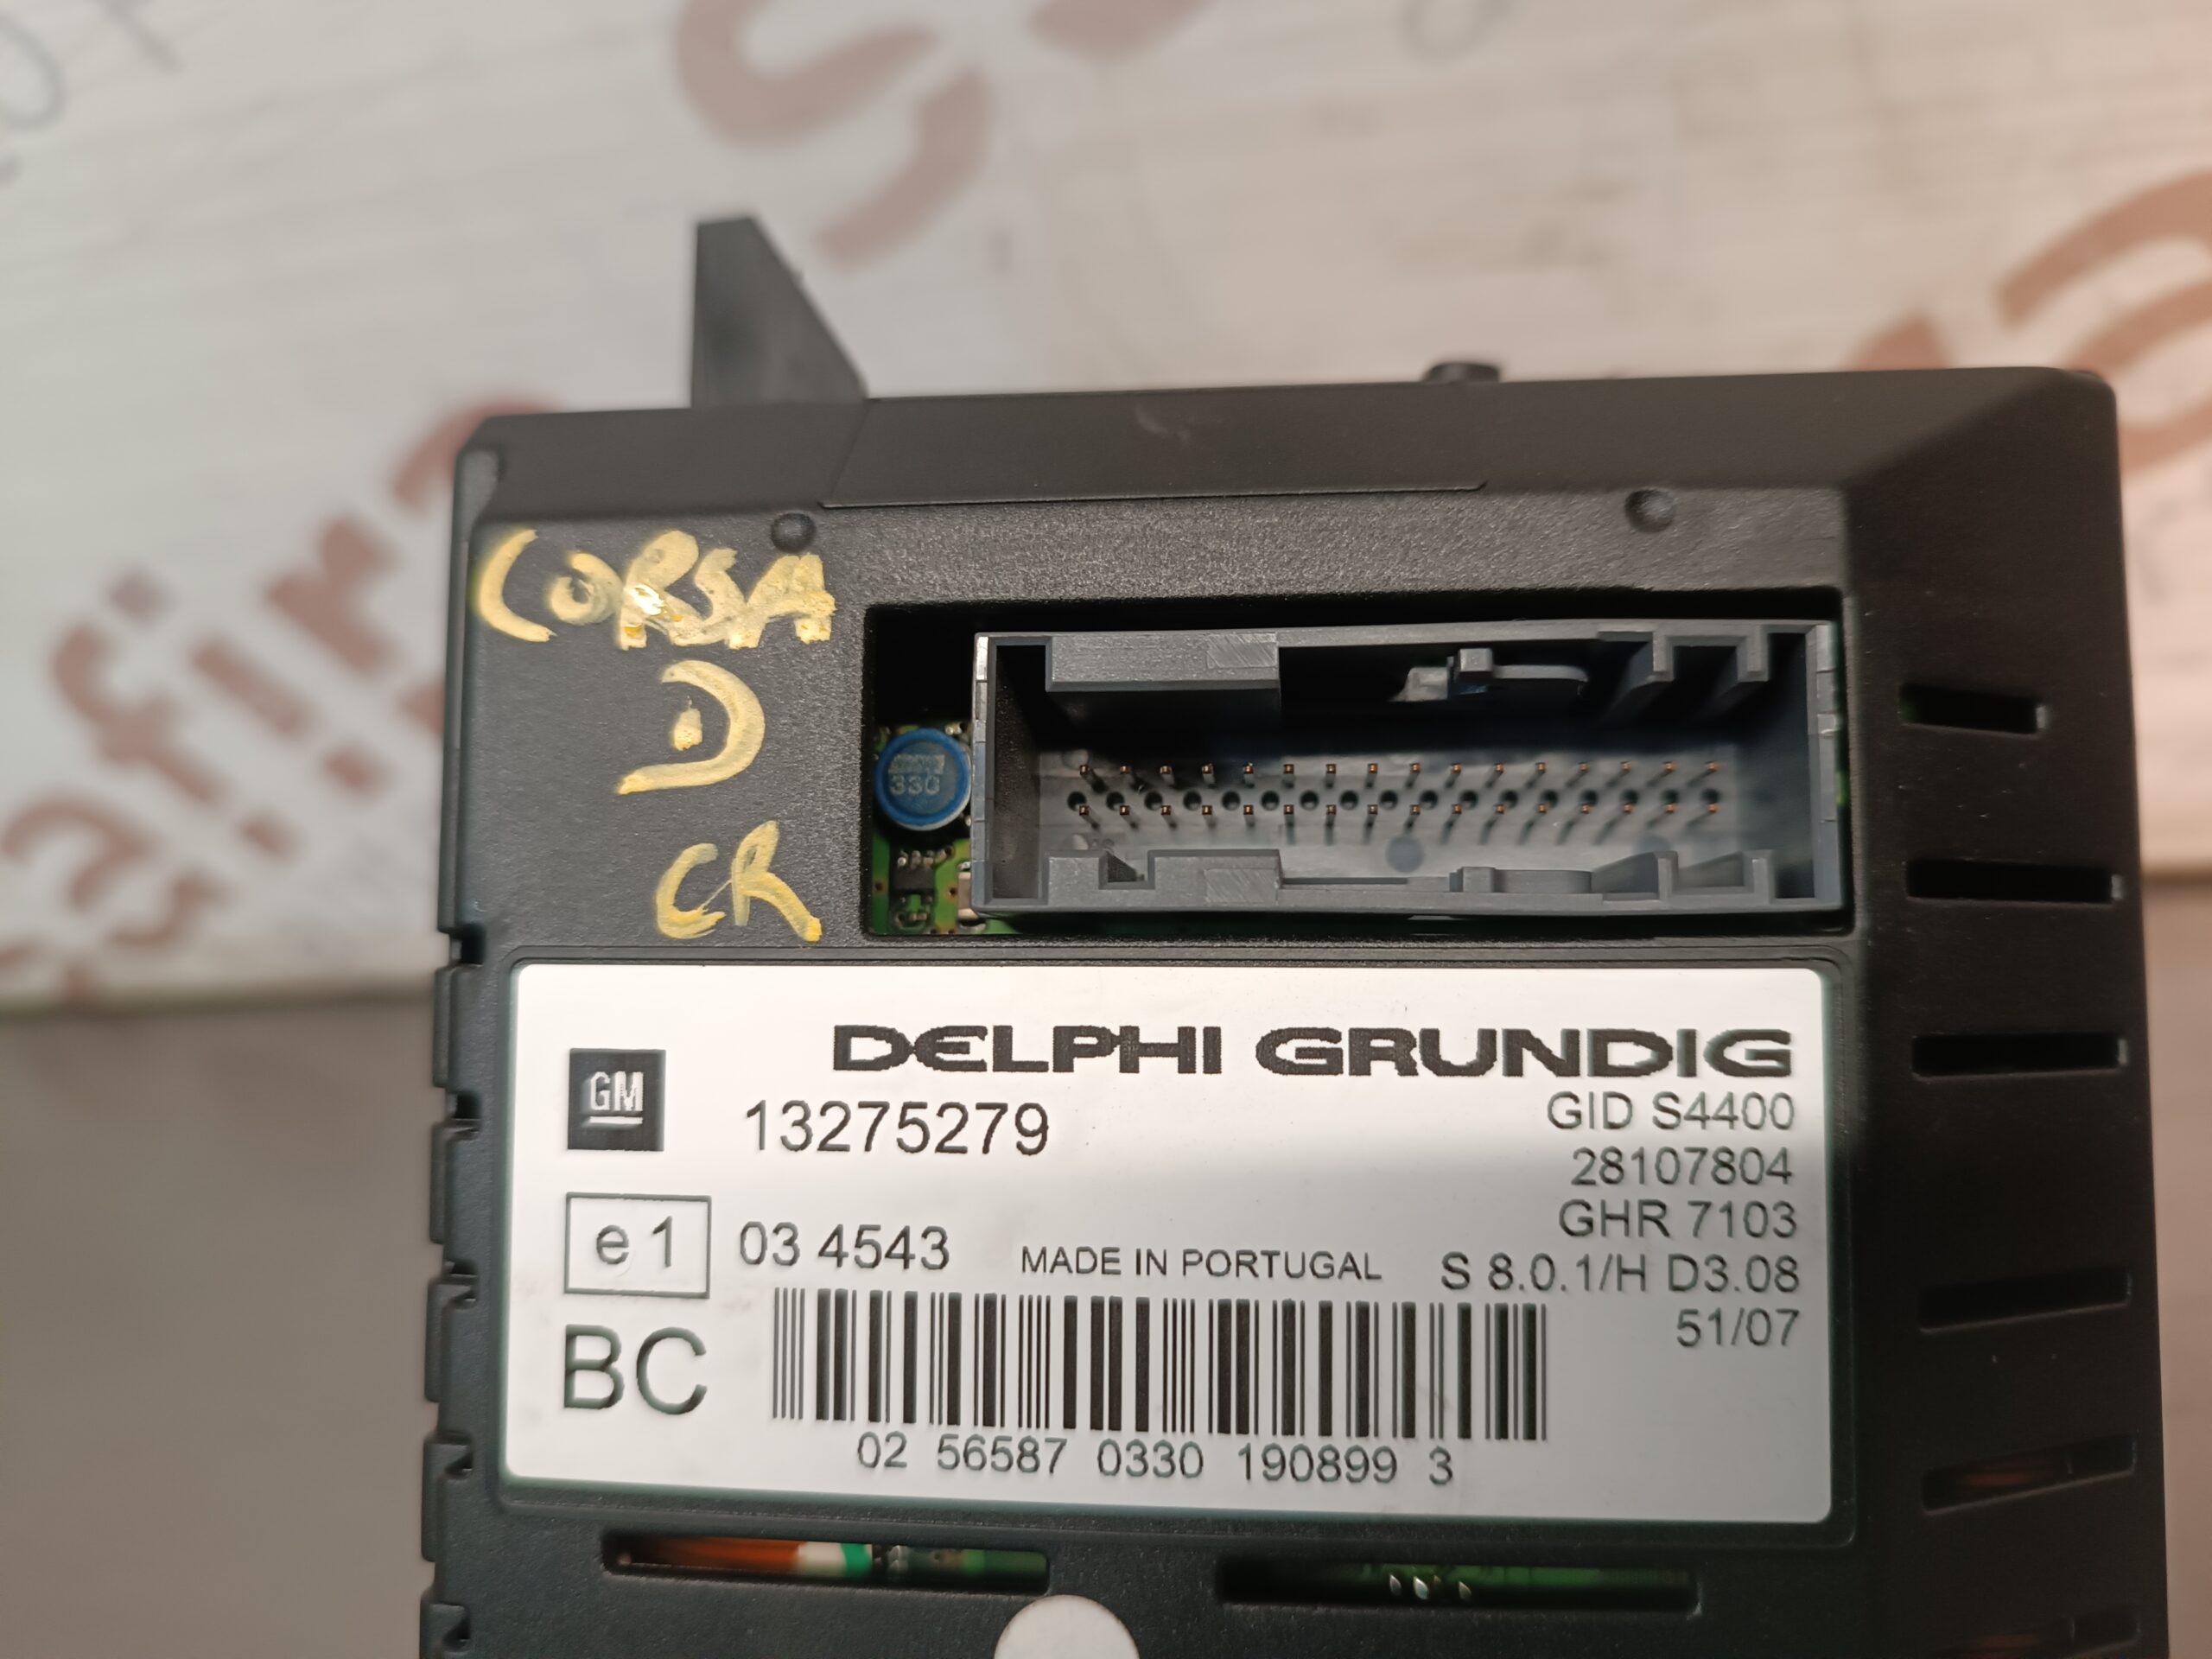 CORSA
D
CR
330
DELPHI GRUNDIG
GM
13275279
GID S4400
28107804
GHR 7103
e1 03 4543 MADE IN PORTUGAL S 8.0.1/H D3.08
51/07
BC
02 56587 0330 190899 3